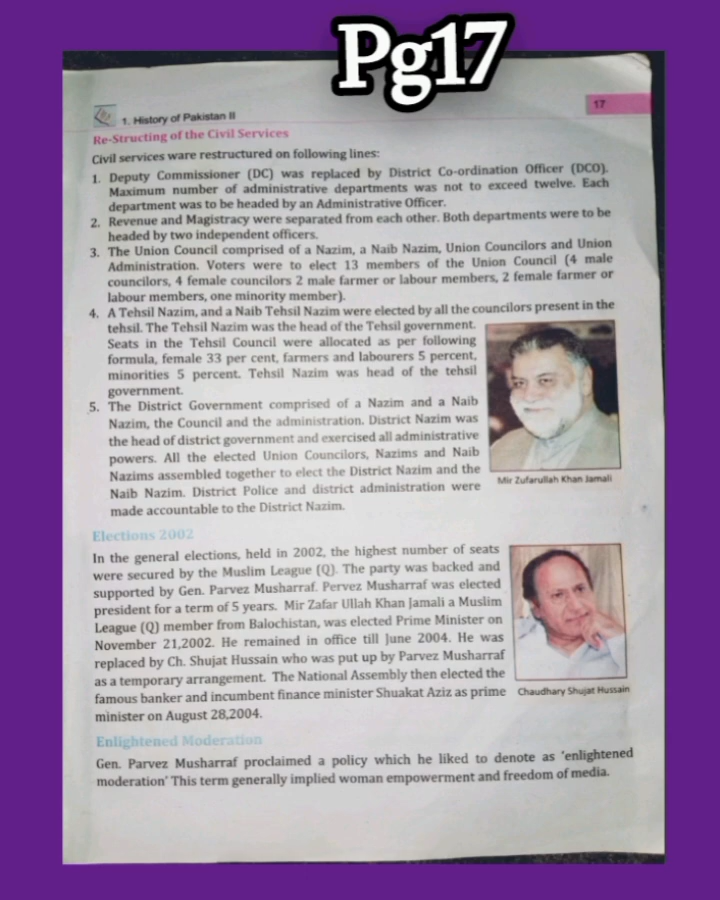 Pg17
1. History of Pakistan II
17
Re-Structing of the Civil Services
Civil services ware restructured on following lines:
1. Deputy Commissioner (DC) was replaced by District Co-ordination Officer (DCO).
Maximum number of administrative departments was not to exceed twelve. Each
department was to be headed by an Administrative Officer.
2. Revenue and Magistracy were separated from each other. Both departments were to be
headed by two independent officers.
3. The Union Council comprised of a Nazim, a Naib Nazim, Union Councilors and Union
Administration. Voters were to elect 13 members of the Union Council (4 male
councilors, 4 female councilors 2 male farmer or labour members, 2 female farmer or
labour members, one minority member).
4. A Tehsil Nazim, and a Naib Tehsil Nazim were elected by all the councilors present in the
tehsil. The Tehsil Nazim was the head of the Tehsil government.
Seats in the Tehsil Council were allocated as per following
formula, female 33 per cent, farmers and labourers 5 percent,
minorities 5 percent. Tehsil Nazim was head of the tehsil
government.
5. The District Government comprised of a Nazim and a Naib
Nazim, the Council and the administration. District Nazim was
the head of district government and exercised all administrative
powers. All the elected Union Councilors, Nazims and Naib
Nazims assembled together to elect the District Nazim and the
Naib Nazim. District Police and district administration were
made accountable to the District Nazim.
Mir Zufarullah Khan Jamali
Elections 2002
In the general elections, held in 2002, the highest number of seats
were secured by the Muslim League (Q). The party was backed and
supported by Gen. Parvez Musharraf. Pervez Musharraf was elected
president for a term of 5 years. Mir Zafar Ullah Khan Jamali a Muslim
League (Q) member from Balochistan, was elected Prime Minister on
November 21,2002. He remained in office till June 2004. He was
replaced by Ch. Shujat Hussain who was put up by Parvez Musharraf
as a temporary arrangement. The National Assembly then elected the
famous banker and incumbent finance minister Shuakat Aziz as prime
minister on August 28,2004.
Chaudhary Shujat Hussain
Enlightened Moderation
Gen. Parvez Musharraf proclaimed a policy which he liked to denote as 'enlightened
moderation' This term generally implied woman empowerment and freedom of media.